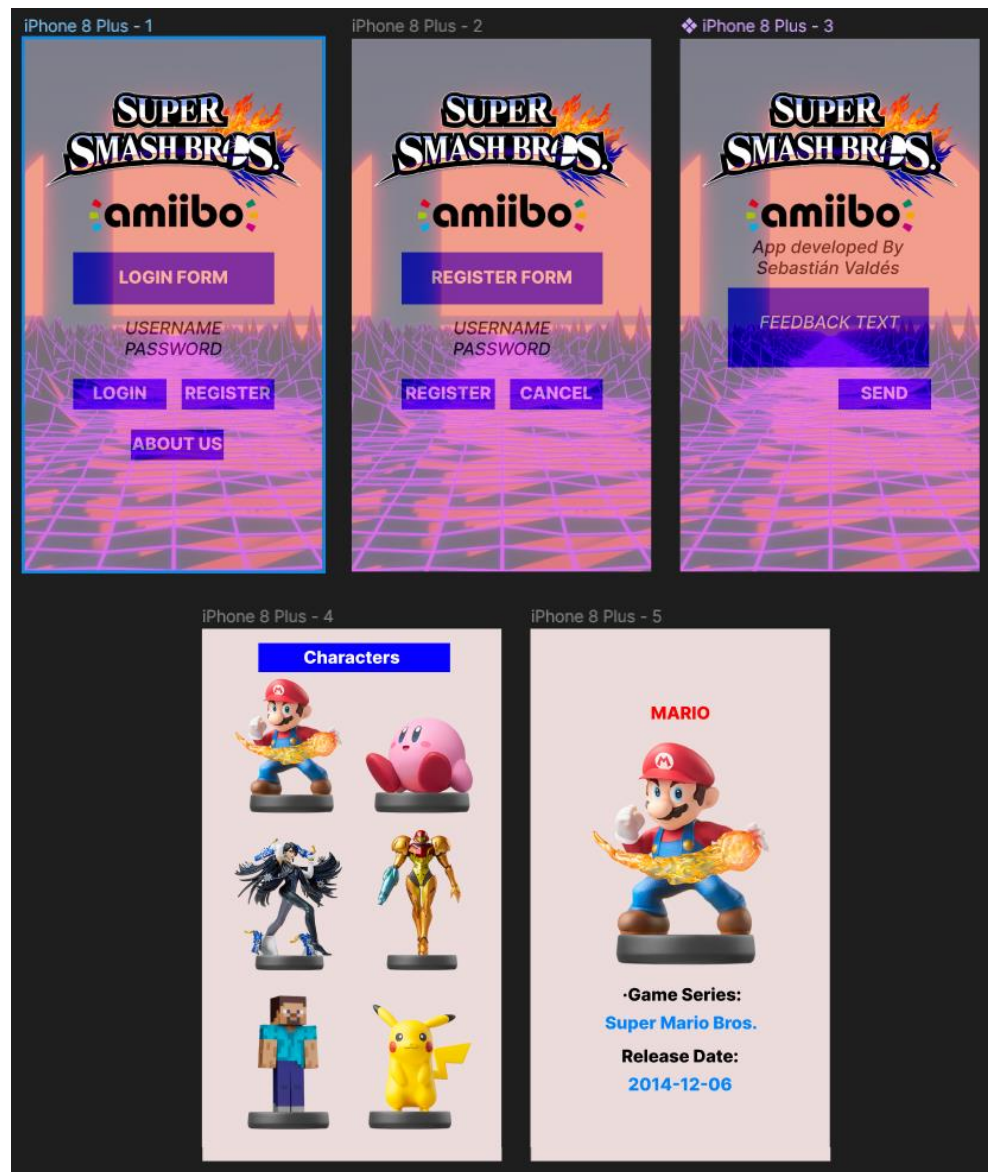 iPhone 8 Plus - 1
iPhone 8 Plus - 2
iPhone 8 Plus - 3
SUPER
SMASH BROS.
amiibo
LOGIN FORM
USERNAME
PASSWORD
LOGIN
REGISTER
ABOUT US
SUPER
SMASH BROS.
amiibo
REGISTER FORM
USERNAME
PASSWORD
REGISTER
CANCEL
SUPER
SMASH BROS.
amiibo
App developed By
Sebastián Valdés
FEEDBACK TEXT
SEND
iPhone 8 Plus - 4
Characters
M
iPhone 8 Plus - 5
MARIO
M
·Game Series:
Super Mario Bros.
Release Date:
2014-12-06